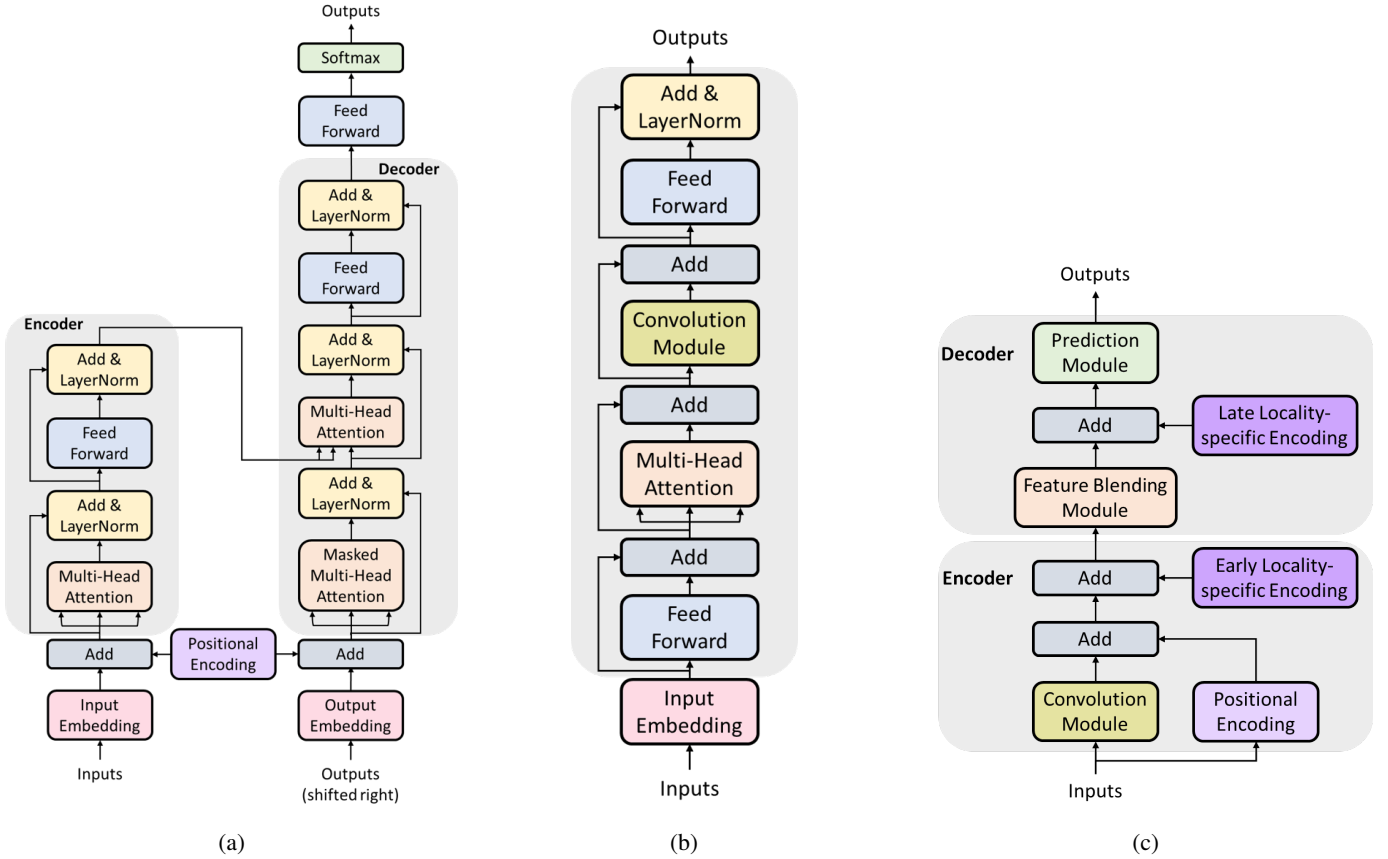 Outputs
Softmax
Feed
Forward
Decoder
Add &
LayerNorm
Feed
Forward
Add &
LayerNorm
Multi-Head
Attention
Add &
LayerNorm
Masked
Multi-Head
Attention
Add
Output
Embedding
Outputs
(shifted right)
Encoder
Add &
LayerNorm
Feed
Forward
Add &
LayerNorm
Multi-Head
Attention
Add
Positional
Encoding
Input
Embedding
Inputs
(a)
Outputs
Add &
LayerNorm
Feed
Forward
Add
Convolution
Module
Add
Multi-Head
Attention
Add
Feed
Forward
Input
Embedding
Inputs
(b)
Outputs
Decoder
Prediction
Module
Add
Late Locality-
specific Encoding
Feature Blending
Module
Encoder
Add
Early Locality-
specific Encoding
Add
Convolution
Module
Positional
Encoding
Inputs
(c)